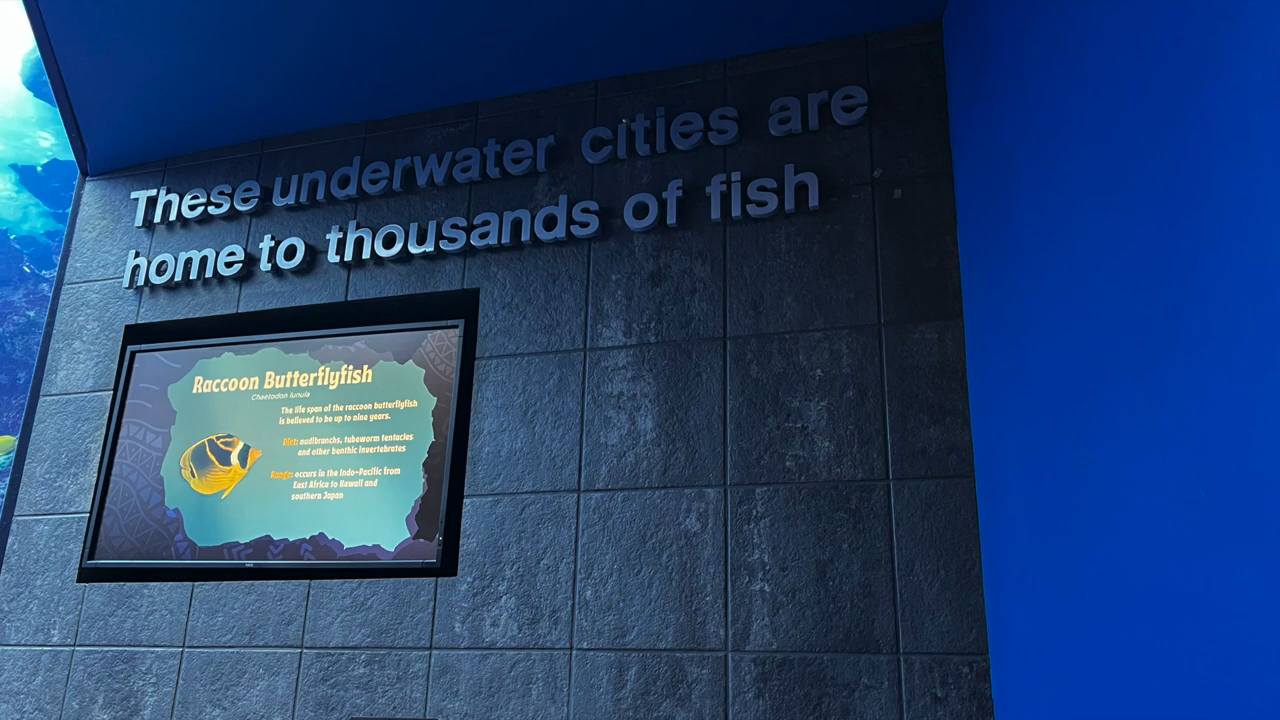 These underwater cities are
home to thousands of fish
Raccoon Butterflyfish
Chaetodon lunula
The life span of the raccoon butterflyfish
is believed to be up to nine years.
Diet: nudibranchs, tubeworm tentacles
and other benthic invertebrates
Range: occurs in the Indo-Pacific from
East Africa to Hawaii and
southern Japan